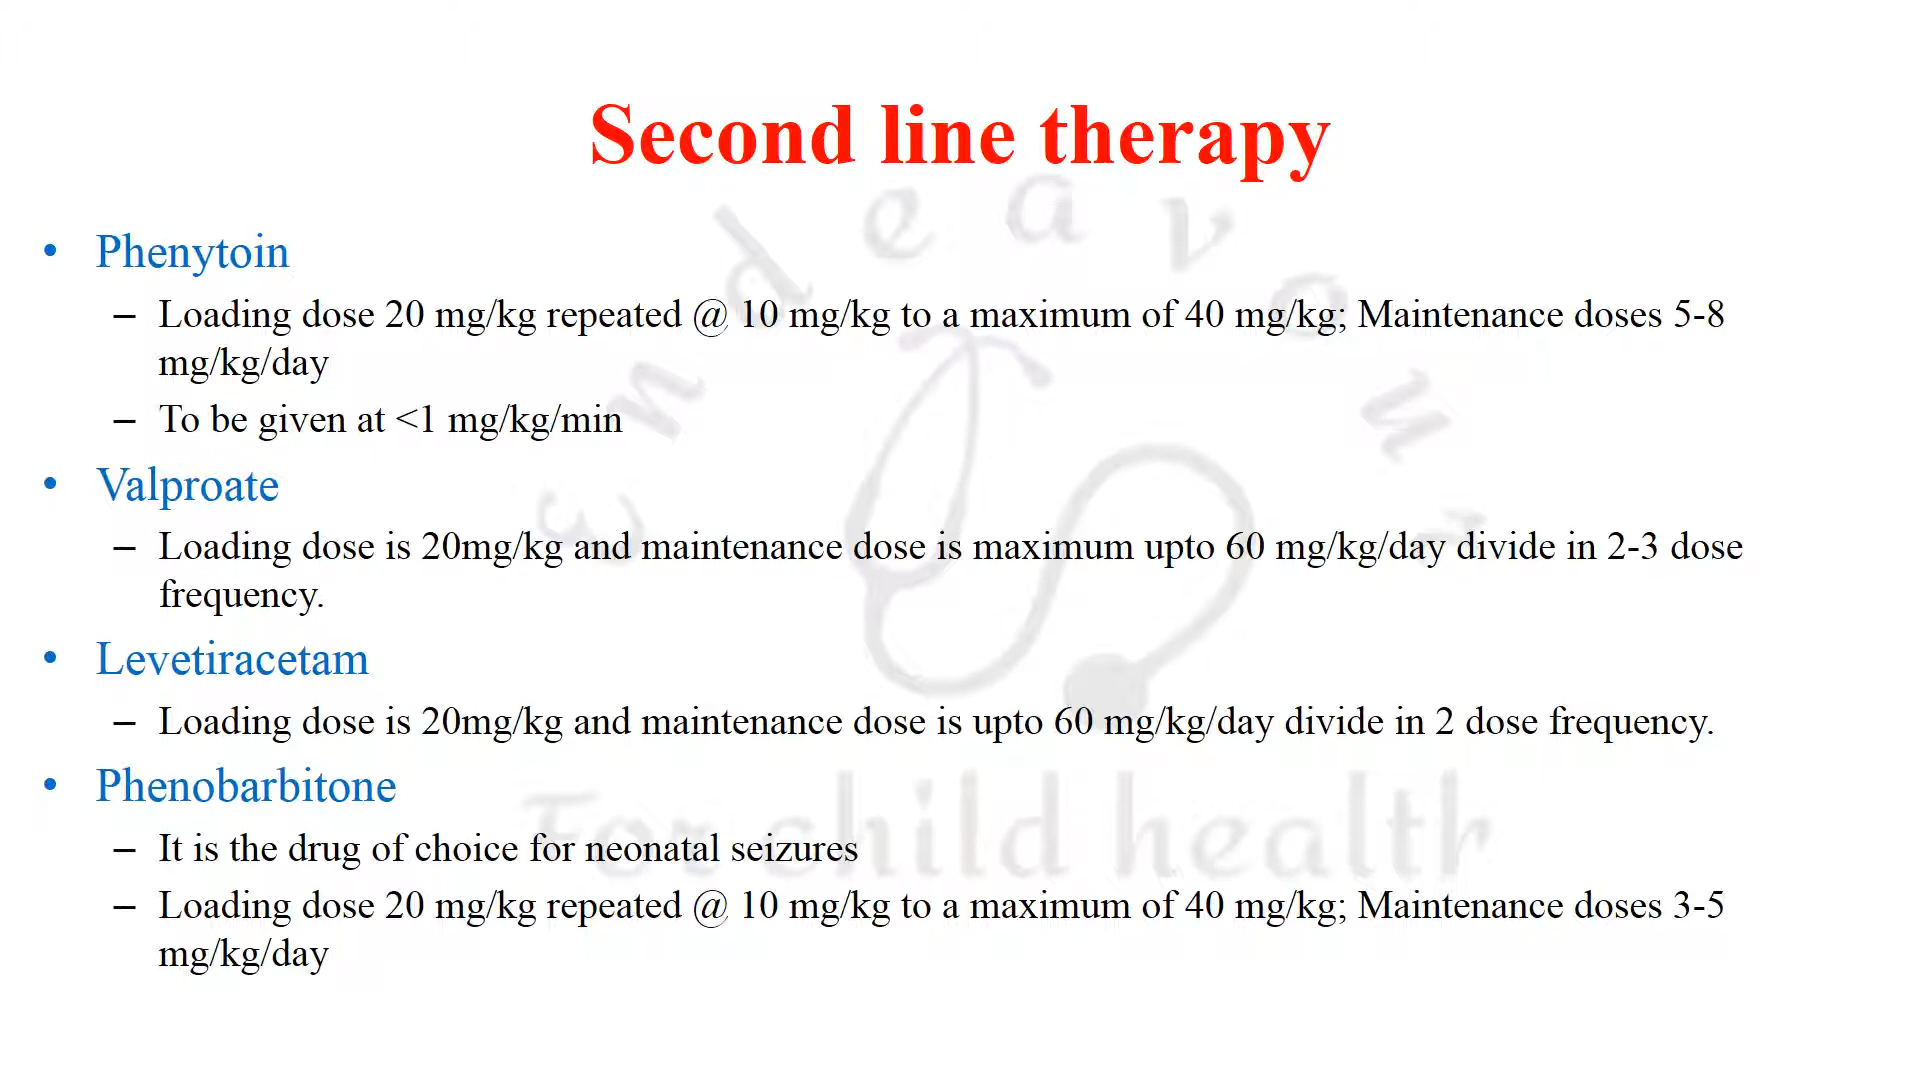 Second line therapy
Endeavour
• Phenytoin
– Loading dose 20 mg/kg repeated @ 10 mg/kg to a maximum of 40 mg/kg; Maintenance doses 5-8
mg/kg/day
– To be given at <1 mg/kg/min
• Valproate
– Loading dose is 20mg/kg and maintenance dose is maximum upto 60 mg/kg/day divide in 2-3 dose
frequency.
• Levetiracetam
– Loading dose is 20mg/kg and maintenance dose is upto 60 mg/kg/day divide in 2 dose frequency.
• Phenobarbitone
For child health
– It is the drug of choice for neonatal seizures
– Loading dose 20 mg/kg repeated @ 10 mg/kg to a maximum of 40 mg/kg; Maintenance doses 3-5
mg/kg/day